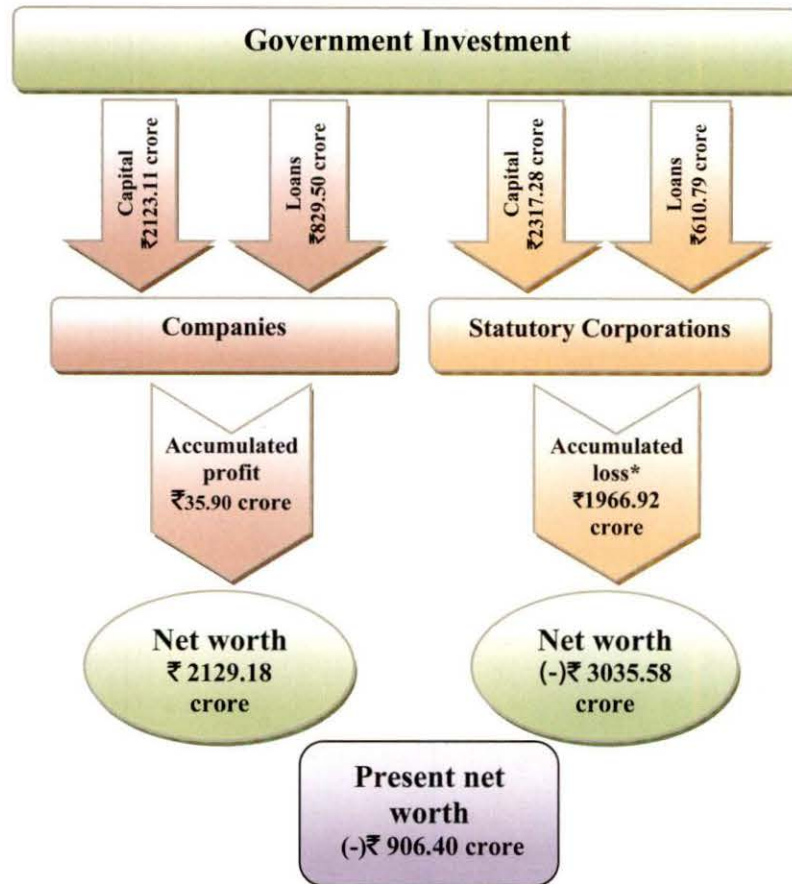 Government Investment
Capital
₹2123.11 crore
Loans
₹829.50 crore
Capital
₹2317.28 crore
Loans
₹610.79 crore
Companies
Statutory Corporations
Accumulated
profit
₹35.90 crore
Accumulated
loss*
₹1966.92
crore
Net worth
₹ 2129.18
crore
Net worth
(-)₹ 3035.58
crore
Present net
worth
(-)₹ 906.40 crore